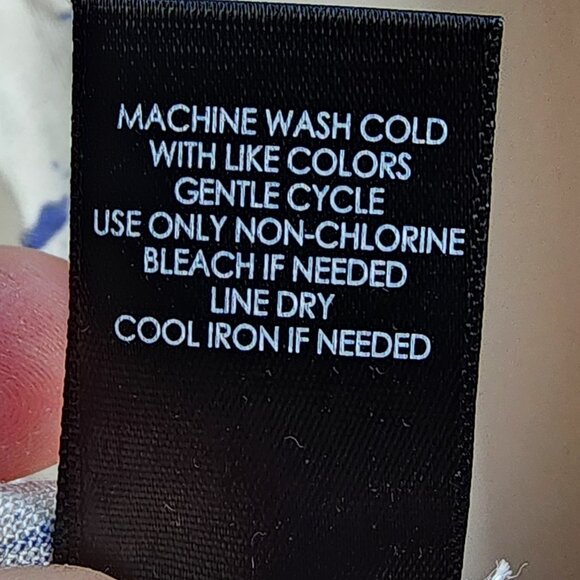 MACHINE WASH COLD
WITH LIKE COLORS
GENTLE CYCLE
USE ONLY NON-CHLORINE
BLEACH IF NEEDED
LINE DRY
COOL IRON IF NEEDED